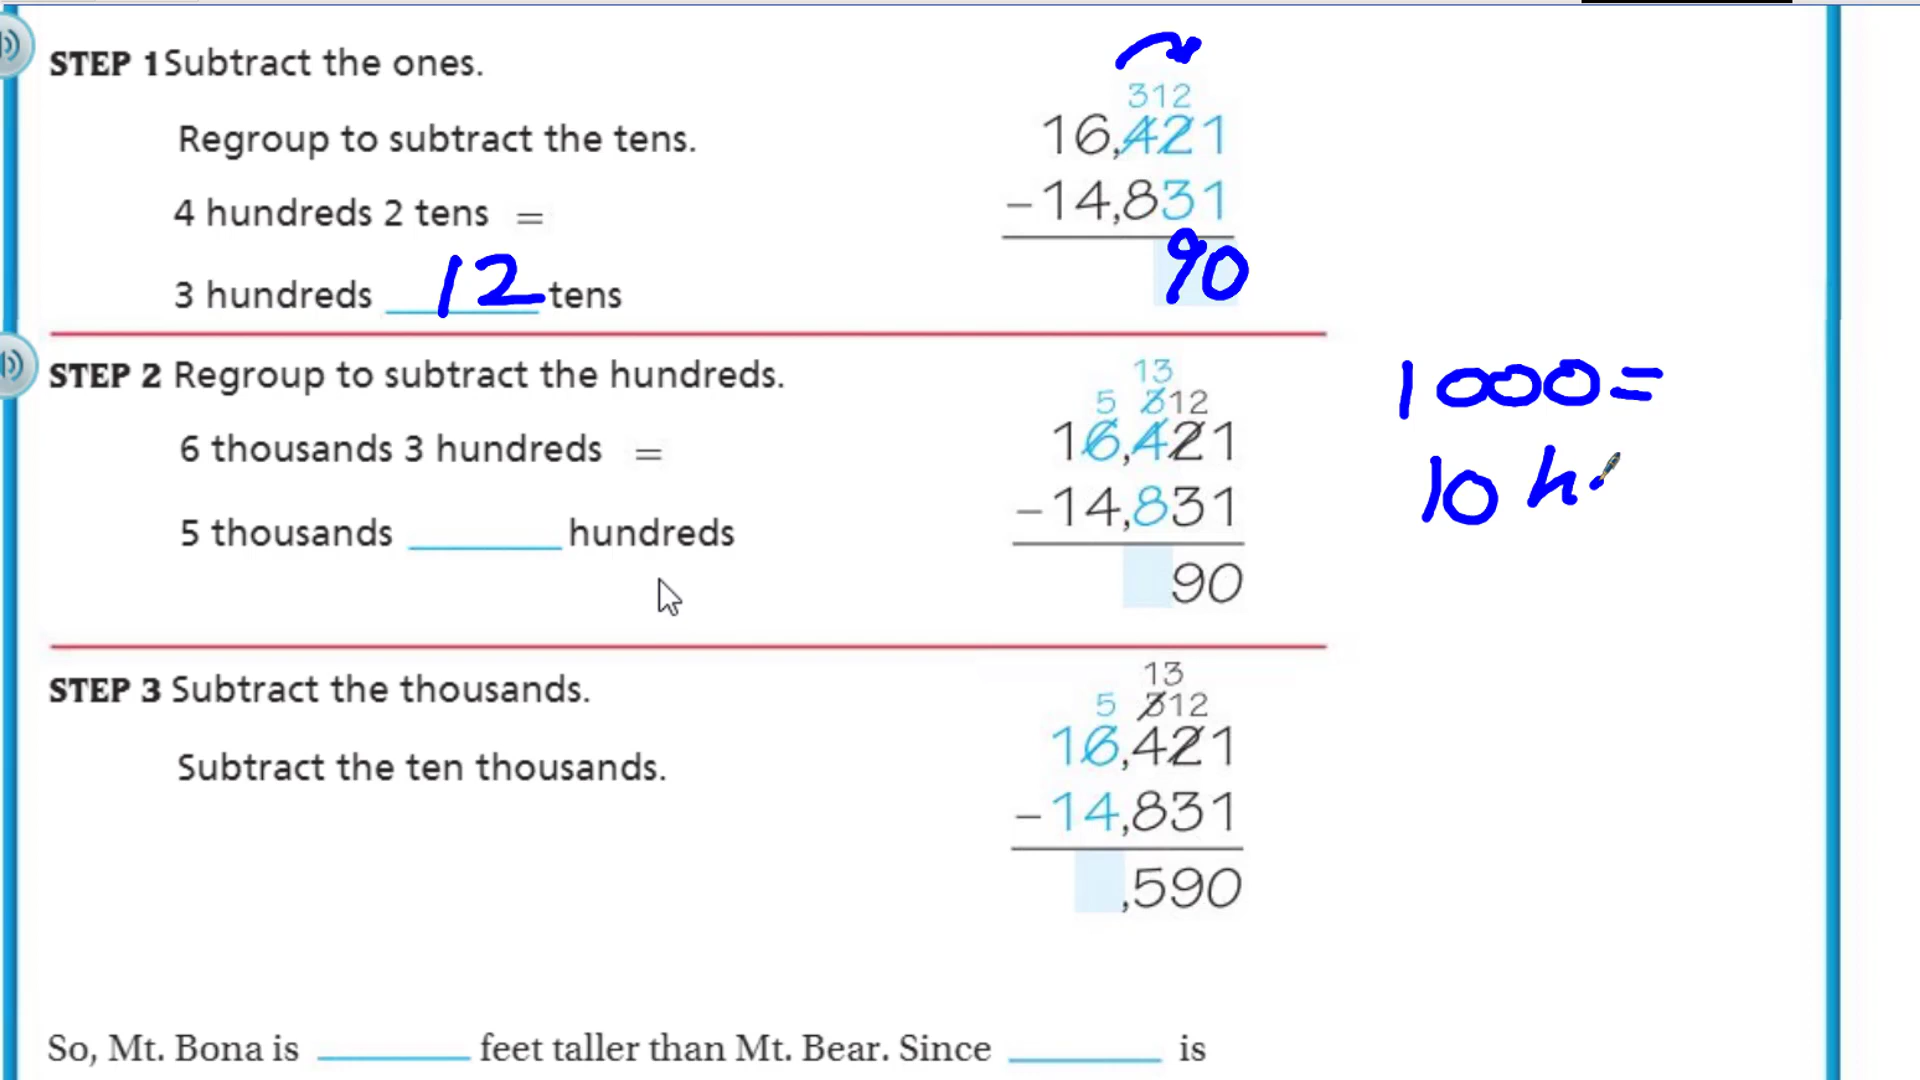 STEP 1 Subtract the ones.
Regroup to subtract the tens.
4 hundreds 2 tens =
3 hundreds 12 tens
312
16,421
-14,831
90
STEP 2 Regroup to subtract the hundreds.
6 thousands 3 hundreds =
5 thousands ____ hundreds
13
5 312
16,421
-14,831
90
1000=
10 h
STEP 3 Subtract the thousands.
Subtract the ten thousands.
13
5 312
16,421
-14,831
,590
So, Mt. Bona is ____ feet taller than Mt. Bear. Since ____ is